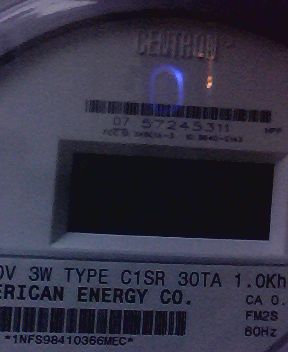 CENTRON
07 57245311
0V 3W TYPE C1SR 30TA 1.0Kh
ERICAN ENERGY CO.
CA 0.
FM2S
60Hz
*1NFS98410366MEC*